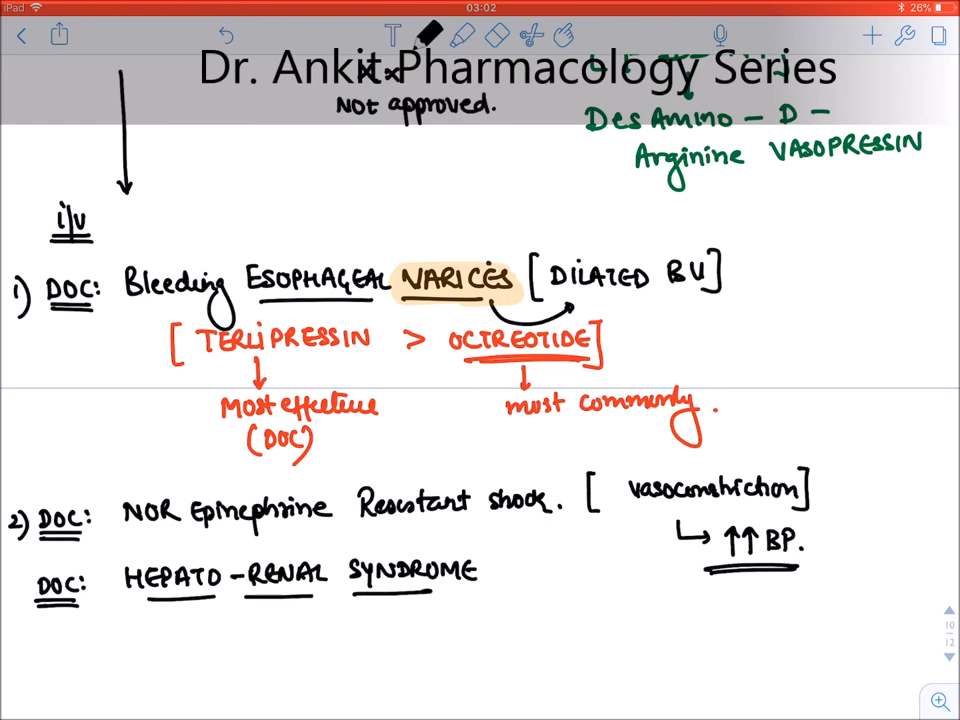 iPad
03:02
26%
Dr. Ankit Pharmacology Series
Not approved.
Des Amino - D -
Arginine VASOPRESSIN
i/v
1) DOC: Bleeding ESOPHAGEAL VARICES [DILATED BV]
[TERLIPRESSIN > OCTREOTIDE]
Most effective
(DOC)
most commonly.
2) DOC: NOR Epinephrine Resistant shock. [vasoconstriction]
↑↑ BP.
DOC: HEPATO-RENAL SYNDROME
10
12